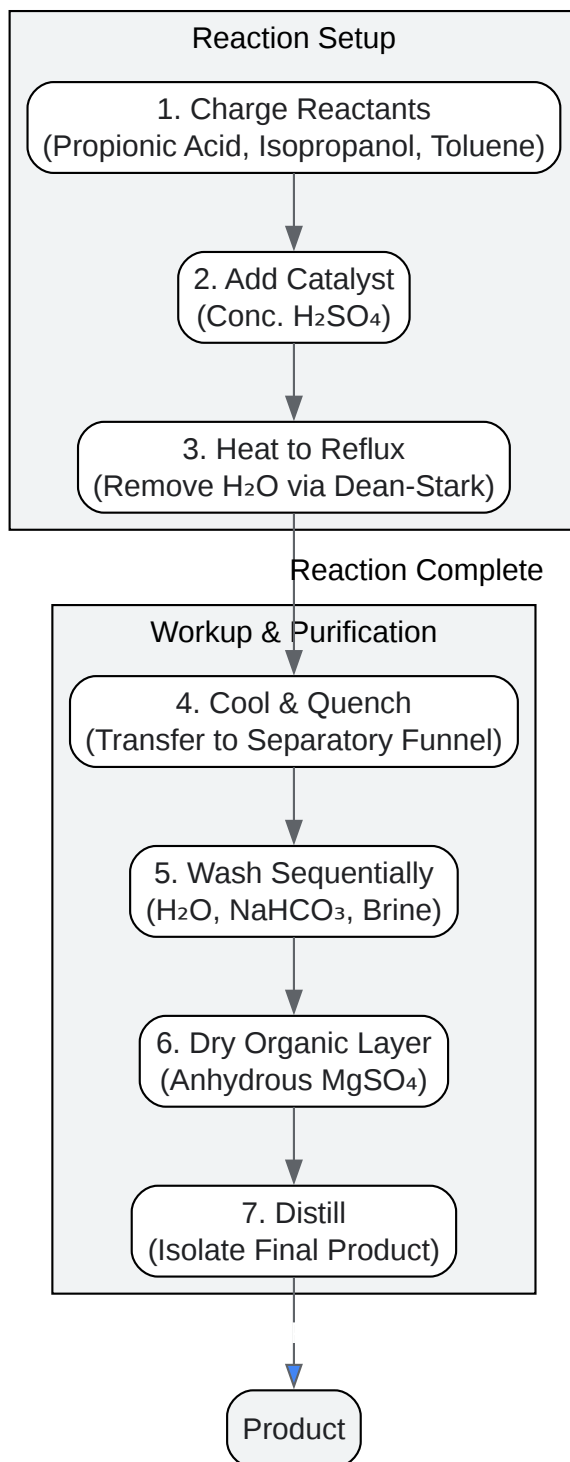 Reaction Setup
1. Charge Reactants
(Propionic Acid, Isopropanol, Toluene)
2. Add Catalyst
(Conc. H₂SO₄)
3. Heat to Reflux
(Remove H₂O via Dean-Stark)
Reaction Complete
Workup & Purification
4. Cool & Quench
(Transfer to Separatory Funnel)
5. Wash Sequentially
(H₂O, NaHCO₃, Brine)
6. Dry Organic Layer
(Anhydrous MgSO₄)
7. Distill
(Isolate Final Product)
Product